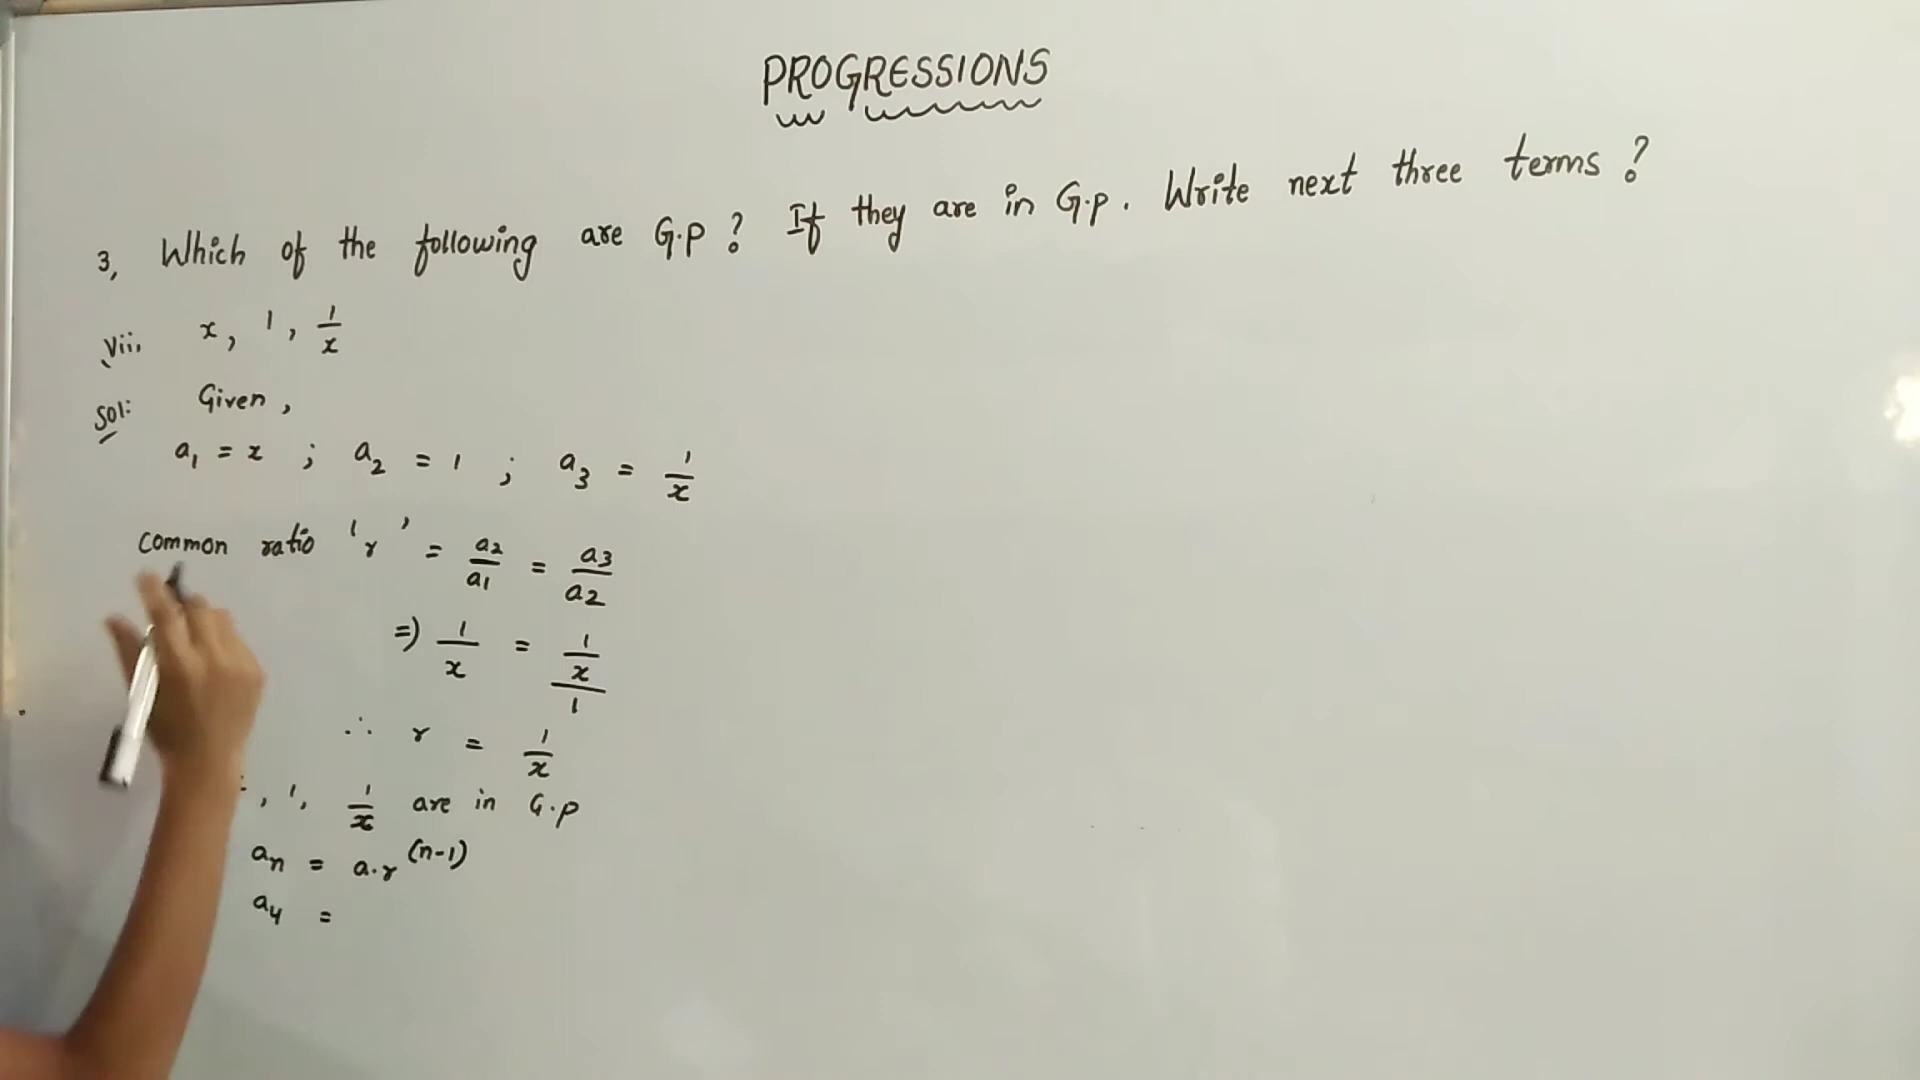 PROGRESSIONS
3, Which of the following are G.P? If they are in G.p. Write next three terms?
vii, x, 1, 1/x
Sol: Given,
a₁ = x ; a₂ = 1 ; a₃ = 1/x
Common ratio 'r' = a₂/a₁ = a₃/a₂
⇒ 1/x = (1/x)/1
∴ r = 1/x
, 1, 1/x are in G.P
aₙ = a.r⁽ⁿ⁻¹⁾
a₄ =